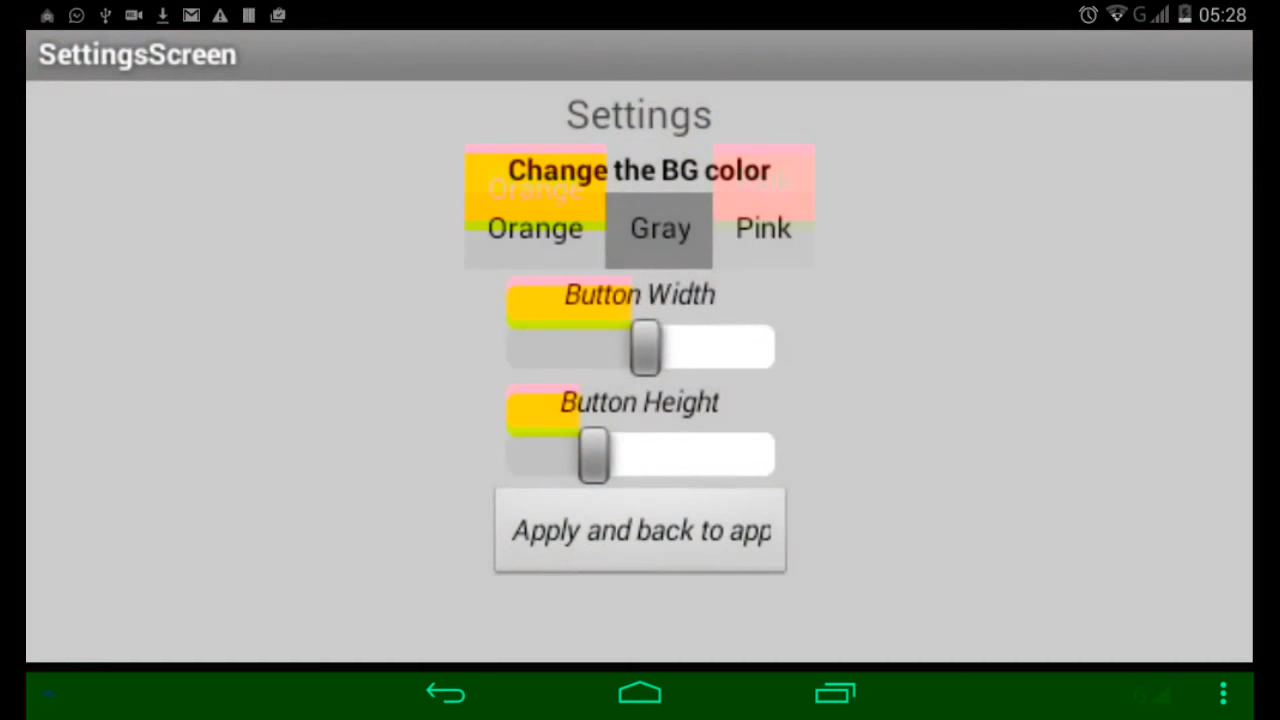 G 05:28
SettingsScreen
Settings
Change the BG color
Orange
Orange Gray Pink
Button Width
Button Height
Apply and back to app